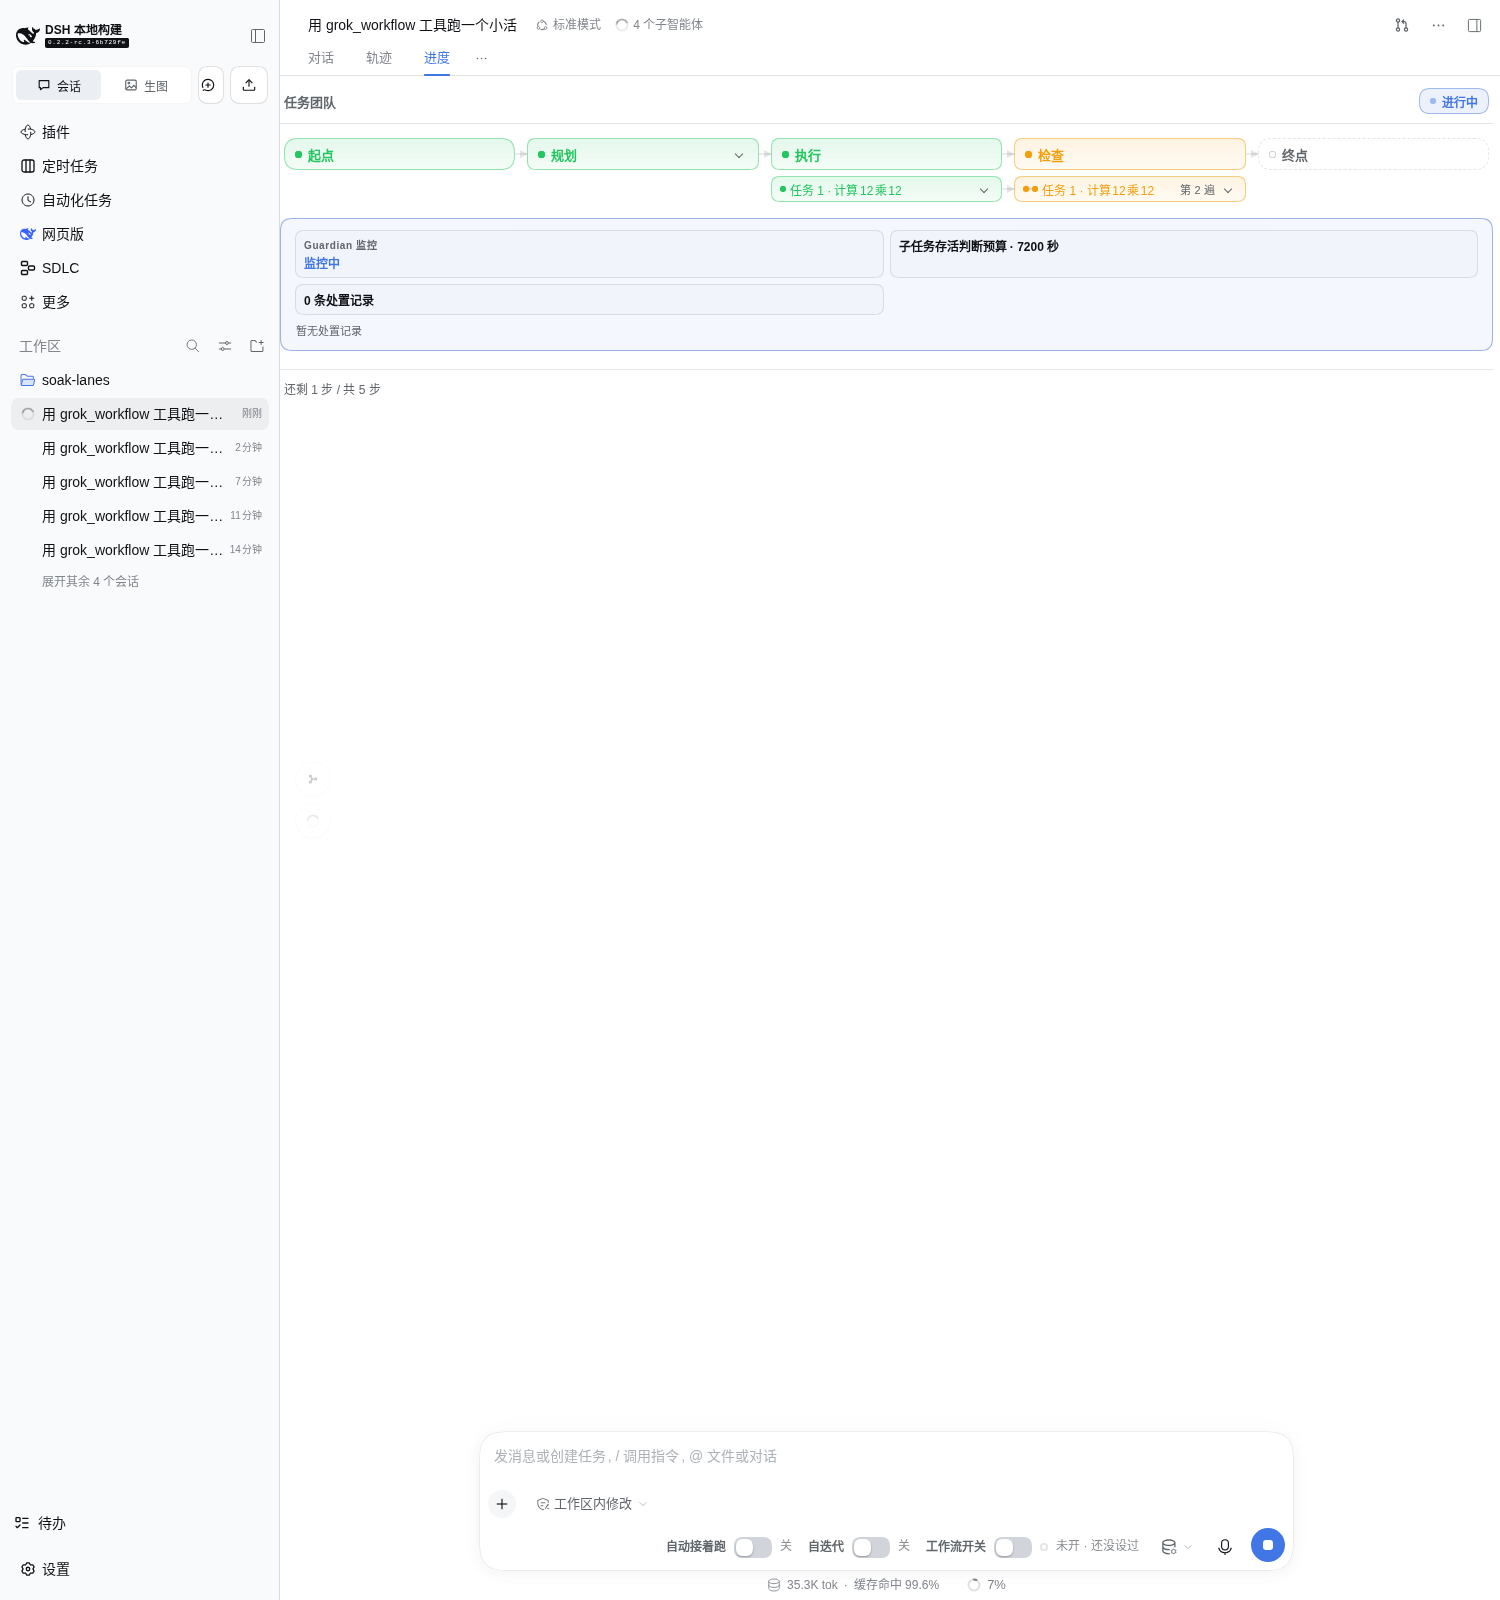 DSH 本地构建
0.2.2-rc.3-6b729fe
会话
生图
插件
定时任务
自动化任务
网页版
SDLC
更多
工作区
soak-lanes
用 grok_workflow 工具跑一… 刚刚
用 grok_workflow 工具跑一… 2分钟
用 grok_workflow 工具跑一… 7分钟
用 grok_workflow 工具跑一… 11分钟
用 grok_workflow 工具跑一… 14分钟
展开其余 4 个会话
待办
设置
用 grok_workflow 工具跑一个小活 标准模式 4 个子智能体
对话 轨迹 进度 ···
任务团队 进行中
起点 规划 执行 检查 终点
任务 1 · 计算12乘12 任务 1 · 计算12乘12 第 2 遍
Guardian 监控
监控中
子任务存活判断预算 · 7200 秒
0 条处置记录
暂无处置记录
还剩 1 步 / 共 5 步
发消息或创建任务, / 调用指令, @ 文件或对话
工作区内修改
自动接着跑 关 自迭代 关 工作流开关 未开 · 还没设过
35.3K tok · 缓存命中 99.6% 7%